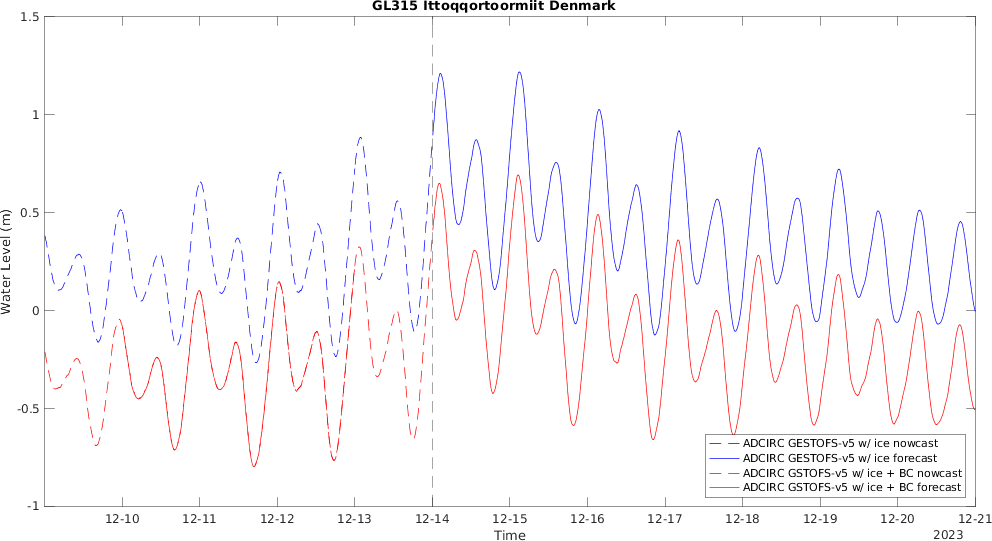 GL315 Ittoqqortoormiit Denmark
1.5
1
0.5
0
-0.5
-1
Water Level (m)
12-10 12-11 12-12 12-13 12-14 12-15 12-16 12-17 12-18 12-19 12-20 12-21
Time
2023
ADCIRC GESTOFS-v5 w/ ice nowcast
ADCIRC GESTOFS-v5 w/ ice forecast
ADCIRC GSTOFS-v5 w/ ice + BC nowcast
ADCIRC GSTOFS-v5 w/ ice + BC forecast